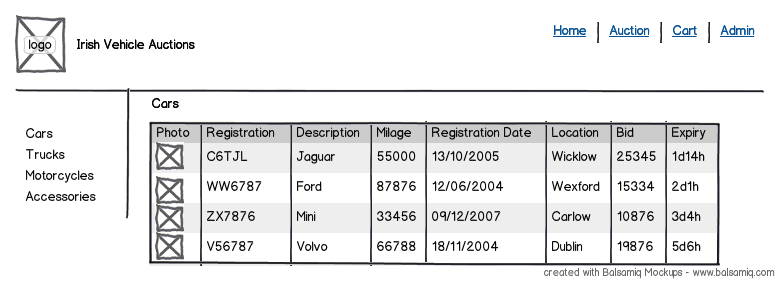 logo
Irish Vehicle Auctions
Home Auction Cart Admin
Cars
Trucks
Motorcycles
Accessories
Cars
Photo Registration Description Milage Registration Date Location Bid Expiry
C6TJL Jaguar 55000 13/10/2005 Wicklow 25345 1d14h
WW6787 Ford 87876 12/06/2004 Wexford 15334 2d1h
ZX7876 Mini 33456 09/12/2007 Carlow 10876 3d4h
V56787 Volvo 66788 18/11/2004 Dublin 19876 5d6h
created with Balsamiq Mockups - www.balsamiq.com